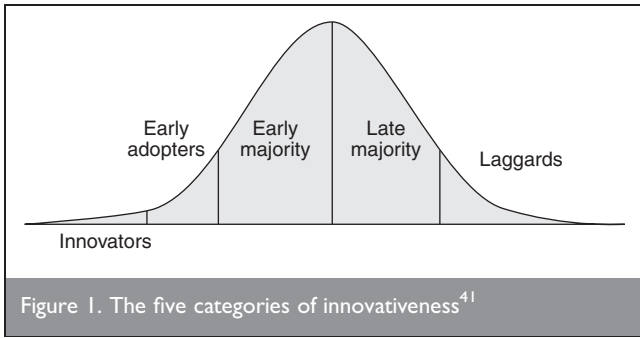 Early
adopters
Early
majority
Late
majority
Laggards
Innovators
Figure 1. The five categories of innovativeness41